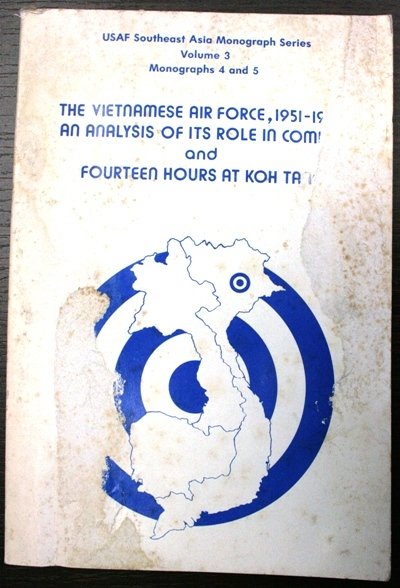 USAF Southeast Asia Monograph Series
Volume 3
Monographs 4 and 5
THE VIETNAMESE AIR FORCE, 1951-19
AN ANALYSIS OF ITS ROLE IN COM
and
FOURTEEN HOURS AT KOH TA